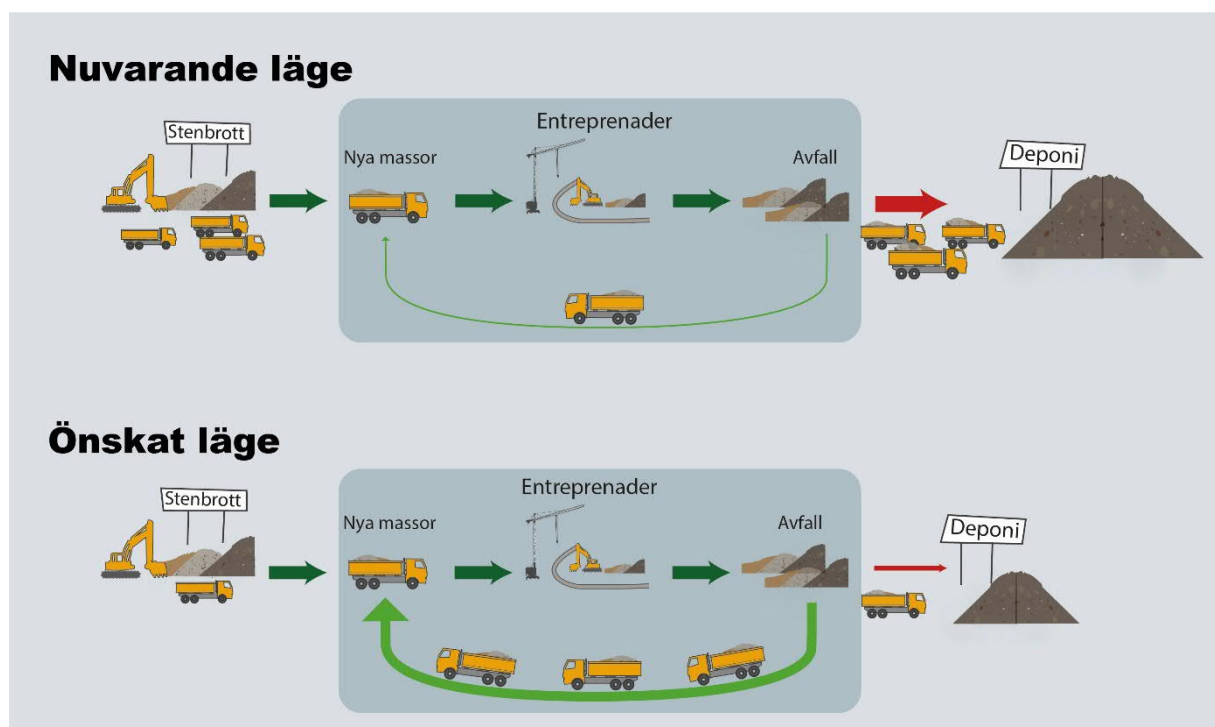 Nuvarande läge
Stenbrott
Entreprenader
Nya massor
Avfall
Deponi
Önskat läge
Stenbrott
Entreprenader
Nya massor
Avfall
Deponi